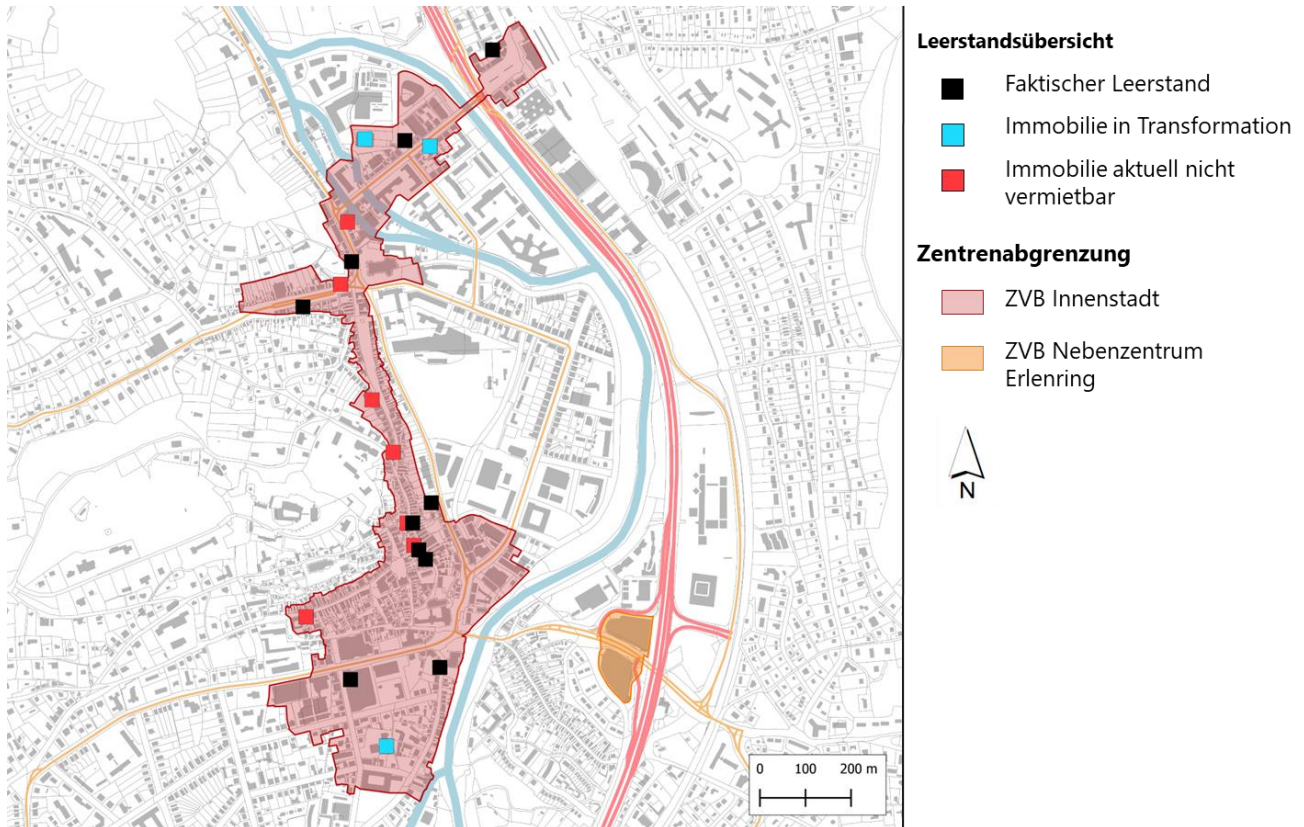 Leerstandsübersicht
Faktischer Leerstand
Immobilie in Transformation
Immobilie aktuell nicht
vermietbar
Zentrenabgrenzung
ZVB Innenstadt
ZVB Nebenzentrum
Erlenring
N
0 100 200 m